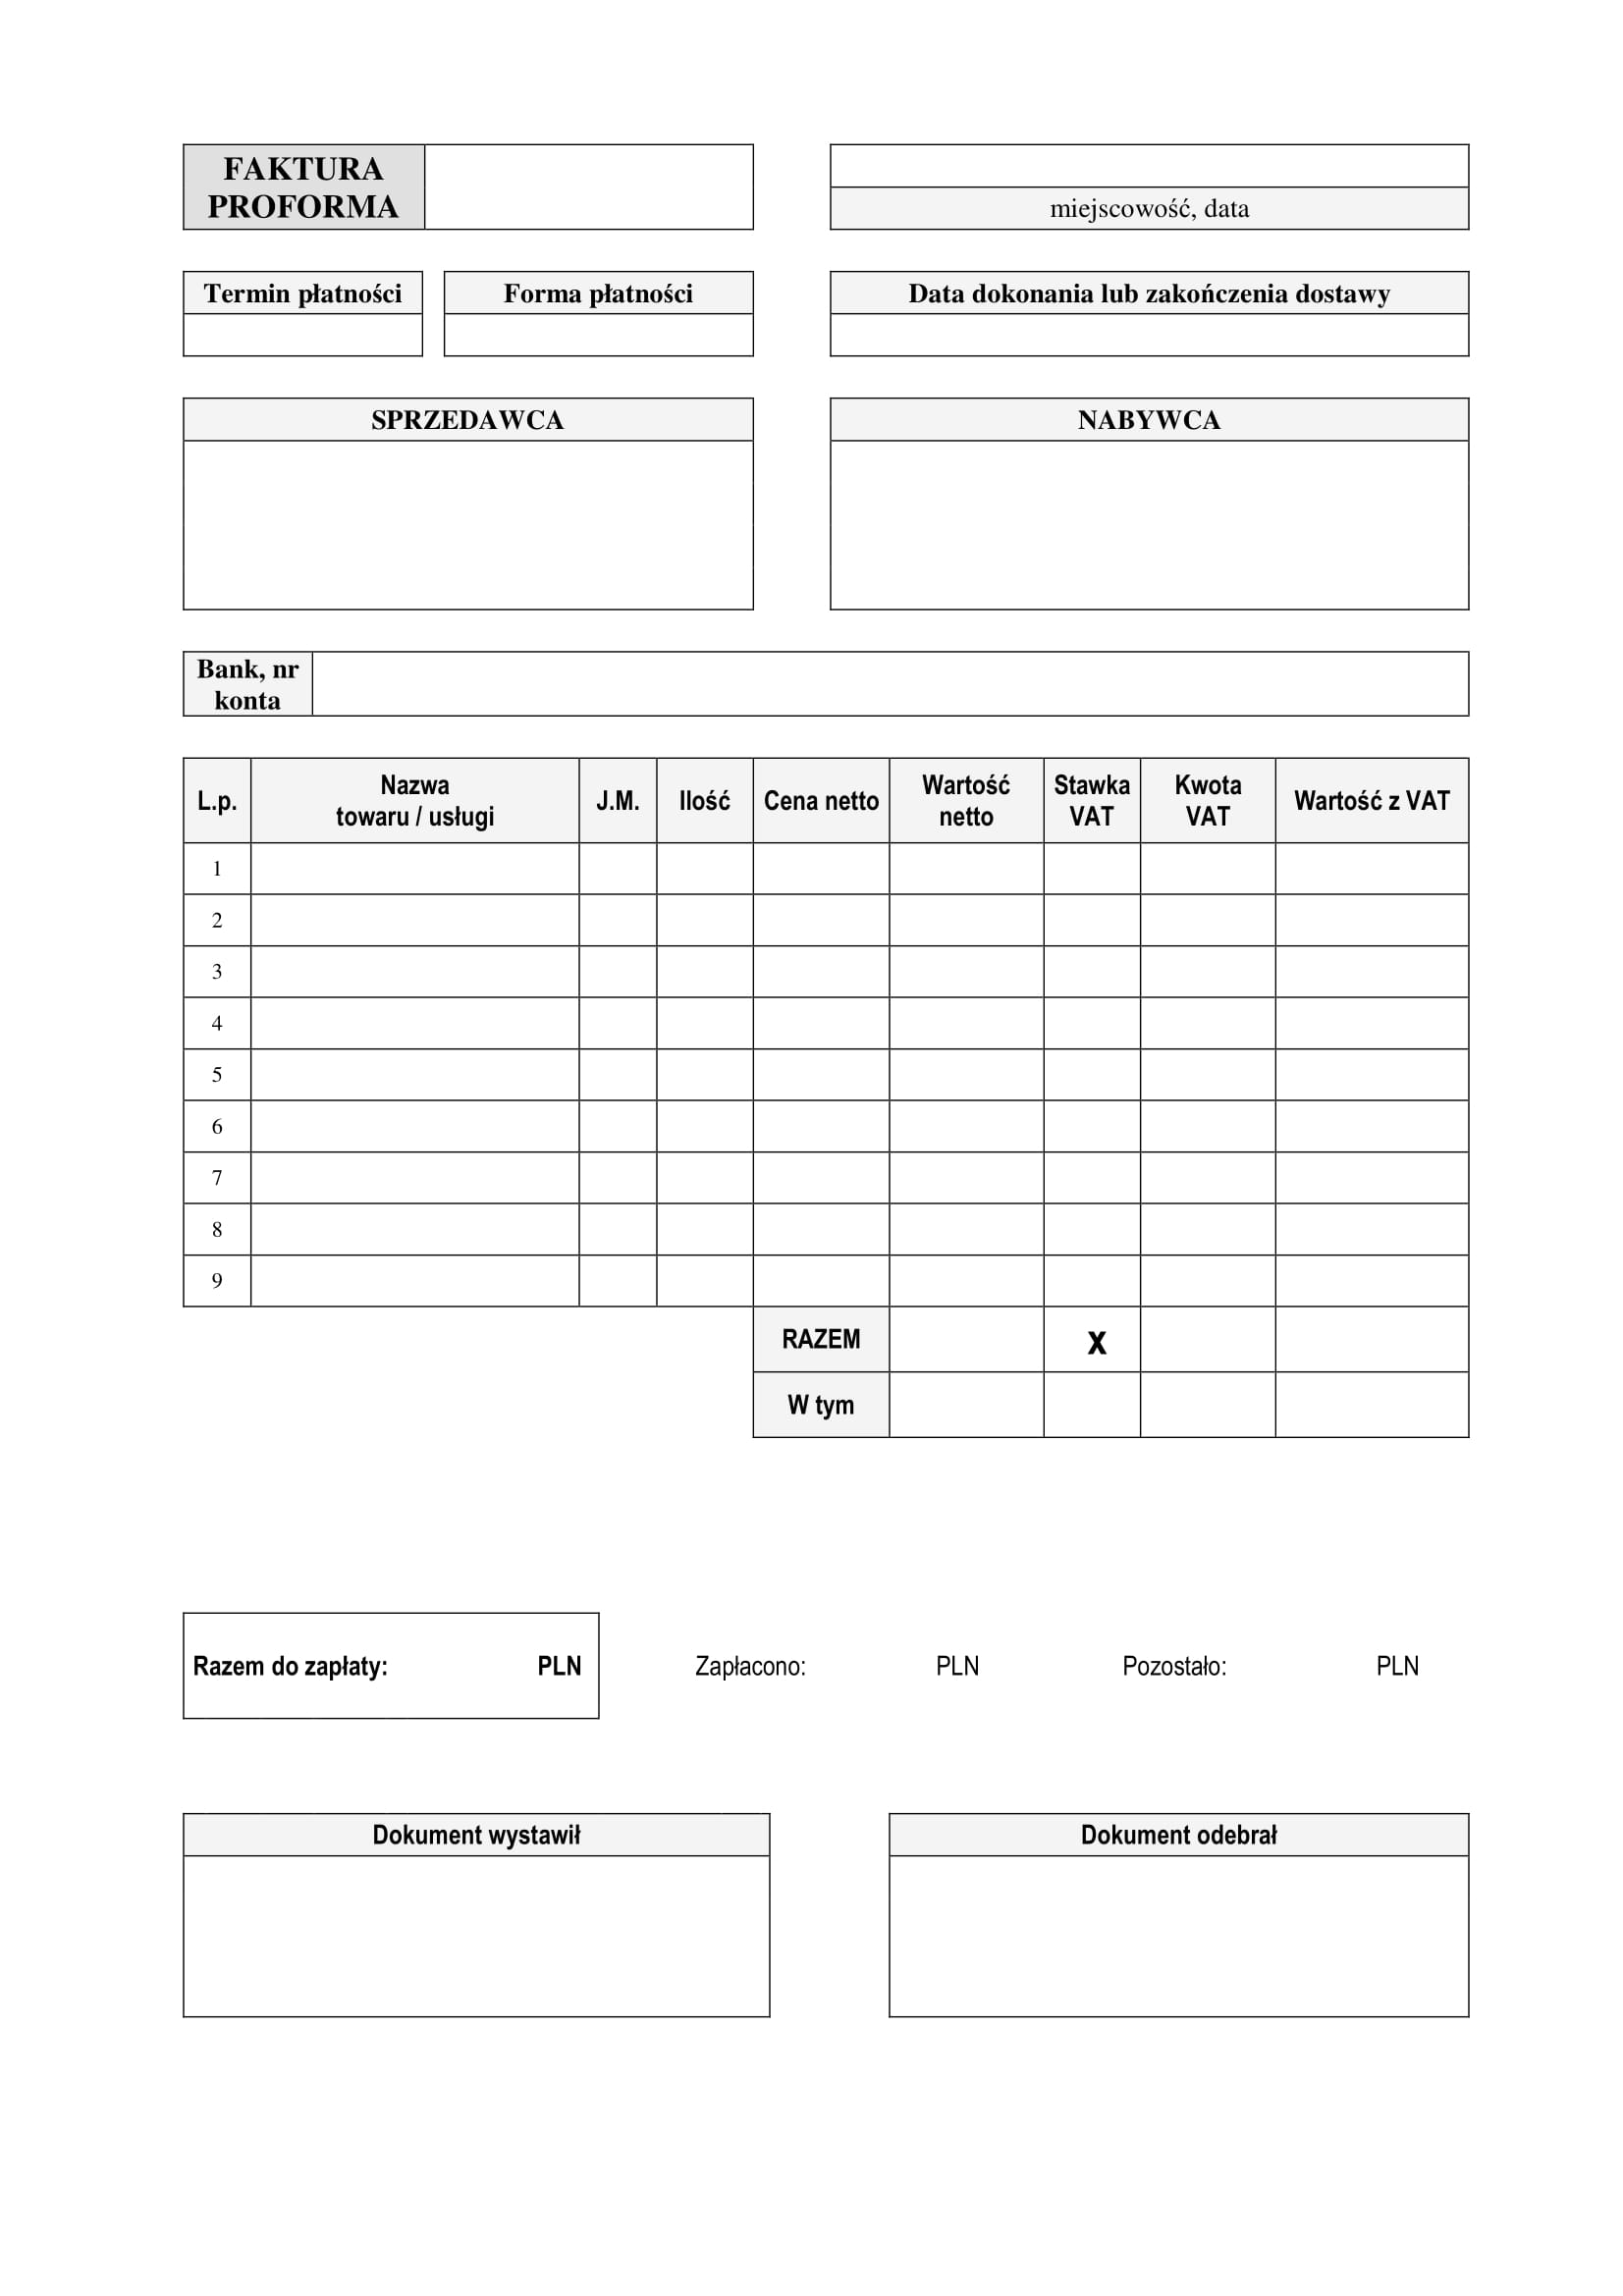 FAKTURA
PROFORMA
miejscowość, data
Termin płatności
Forma płatności
Data dokonania lub zakończenia dostawy
SPRZEDAWCA
NABYWCA
Bank, nr
konta
L.p.
Nazwa
towaru / usługi
J.M.
Ilość
Cena netto
Wartość
netto
Stawka
VAT
Kwota
VAT
Wartość z VAT
1
2
3
4
5
6
7
8
9
RAZEM
X
W tym
Razem do zapłaty: PLN
Zapłacono: PLN
Pozostało: PLN
Dokument wystawił
Dokument odebrał